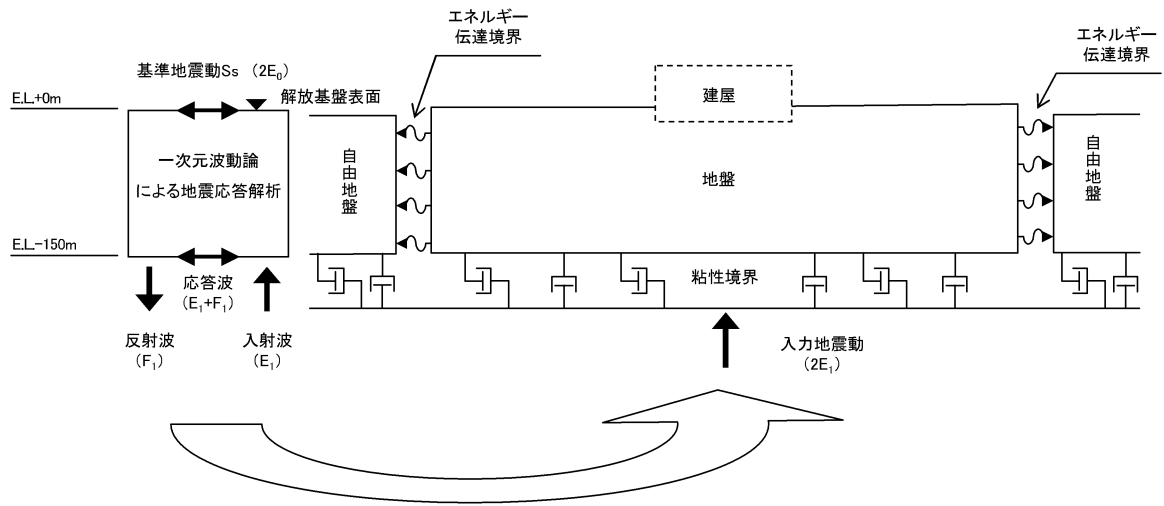 エネルギー
伝達境界
エネルギー
伝達境界
基準地震動Ss （2E₀）
建屋
E.L.+0m
解放基盤表面
一次元波動論
による地震応答解析
自由地盤
地盤
自由地盤
E.L.-150m
応答波
（E₁+F₁）
粘性境界
反射波
（F₁）
入射波
（E₁）
入力地震動
（2E₁）